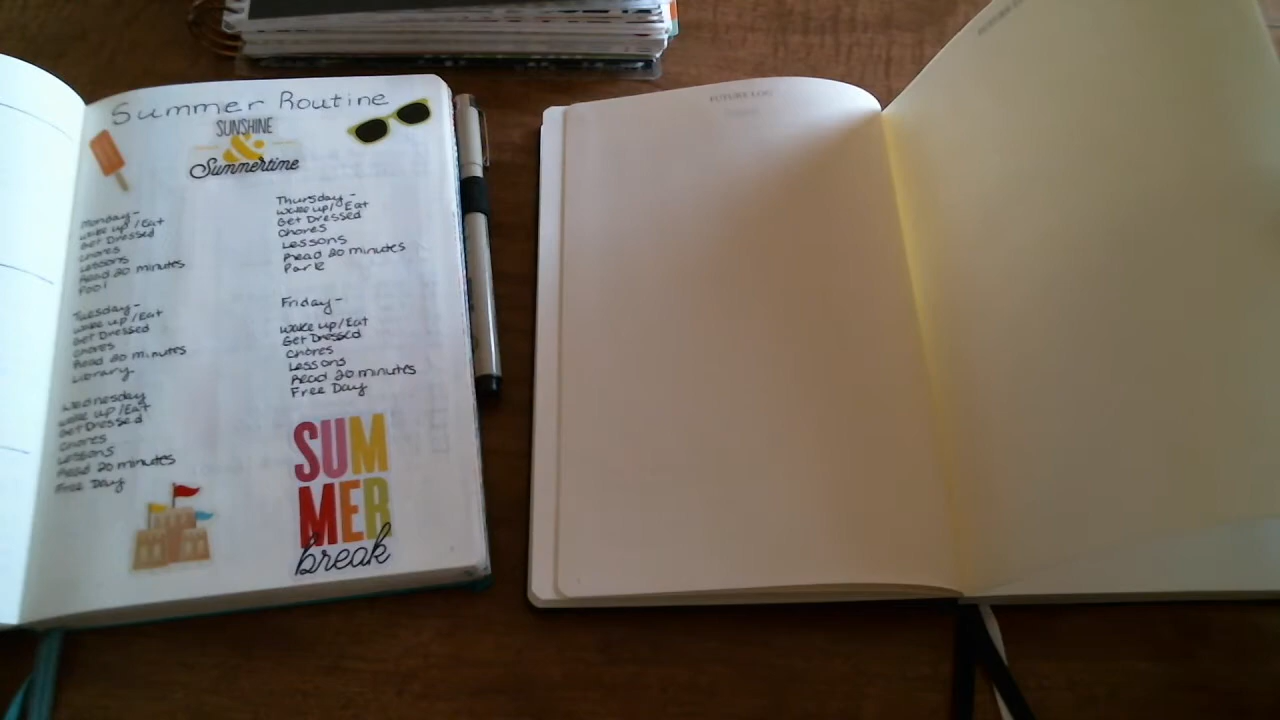 Summer Routine
SUNSHINE
&
Summertime
Monday-
wake up/Eat
Get Dressed
chores
Lessons
Read 20 minutes
Pool
Tuesday-
wake up/Eat
Get Dressed
chores
Read 20 minutes
Library
Wednesday
wake up/Eat
Get Dressed
chores
Lessons
Read 20 minutes
Free Day
Thursday-
wake up/Eat
Get Dressed
chores
Lessons
Read 20 minutes
Park
Friday-
wake up/Eat
Get Dressed
chores
Lessons
Read 20 minutes
Free Day
SUM
MER
break
FUTURE LOG
FUTURE